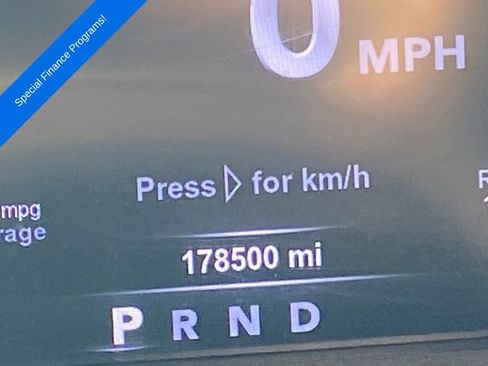 Special Finance Programs!
0 MPH
Press ▷ for km/h
mpg
rage
178500 mi
P R N D